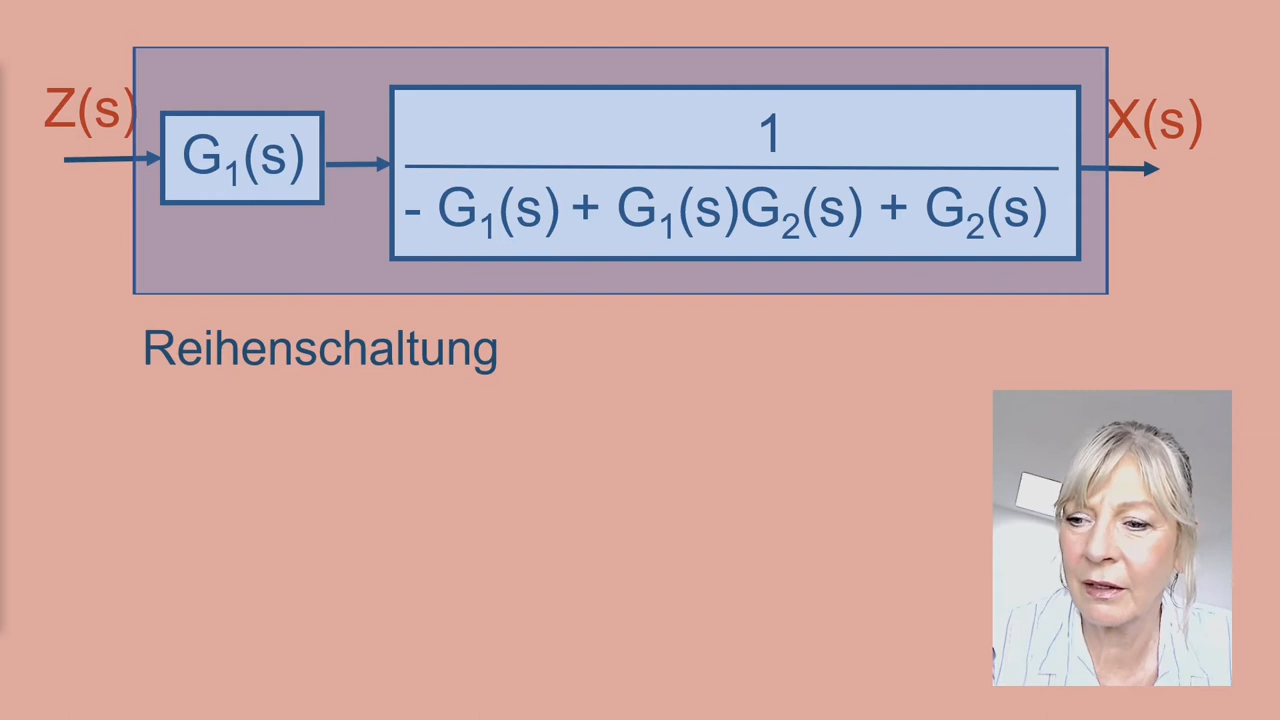 Z(s)
G₁(s)
1
- G₁(s) + G₁(s)G₂(s) + G₂(s)
X(s)
Reihenschaltung